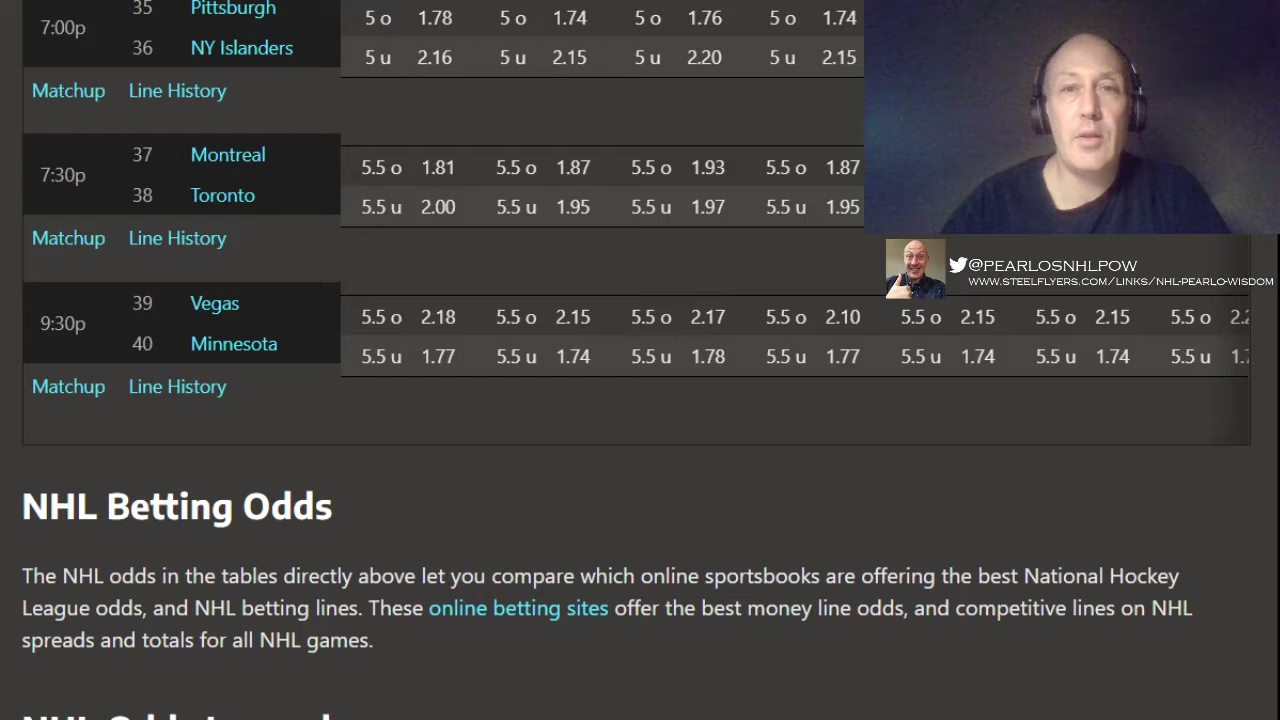 35 Pittsburgh 5 o 1.78 5 o 1.74 5 o 1.76 5 o 1.74
7:00p
36 NY Islanders 5 u 2.16 5 u 2.15 5 u 2.20 5 u 2.15
Matchup Line History
37 Montreal 5.5 o 1.81 5.5 o 1.87 5.5 o 1.93 5.5 o 1.87
7:30p
38 Toronto 5.5 u 2.00 5.5 u 1.95 5.5 u 1.97 5.5 u 1.95
Matchup Line History
@PEARLOSNHLPOW
WWW.STEELFLYERS.COM/LINKS/NHL-PEARLO-WISDOM
39 Vegas 5.5 o 2.18 5.5 o 2.15 5.5 o 2.17 5.5 o 2.10 5.5 o 2.15 5.5 o 2.15 5.5 o
9:30p
40 Minnesota 5.5 u 1.77 5.5 u 1.74 5.5 u 1.78 5.5 u 1.77 5.5 u 1.74 5.5 u 1.74 5.5 u
Matchup Line History
NHL Betting Odds
The NHL odds in the tables directly above let you compare which online sportsbooks are offering the best National Hockey
League odds, and NHL betting lines. These online betting sites offer the best money line odds, and competitive lines on NHL
spreads and totals for all NHL games.